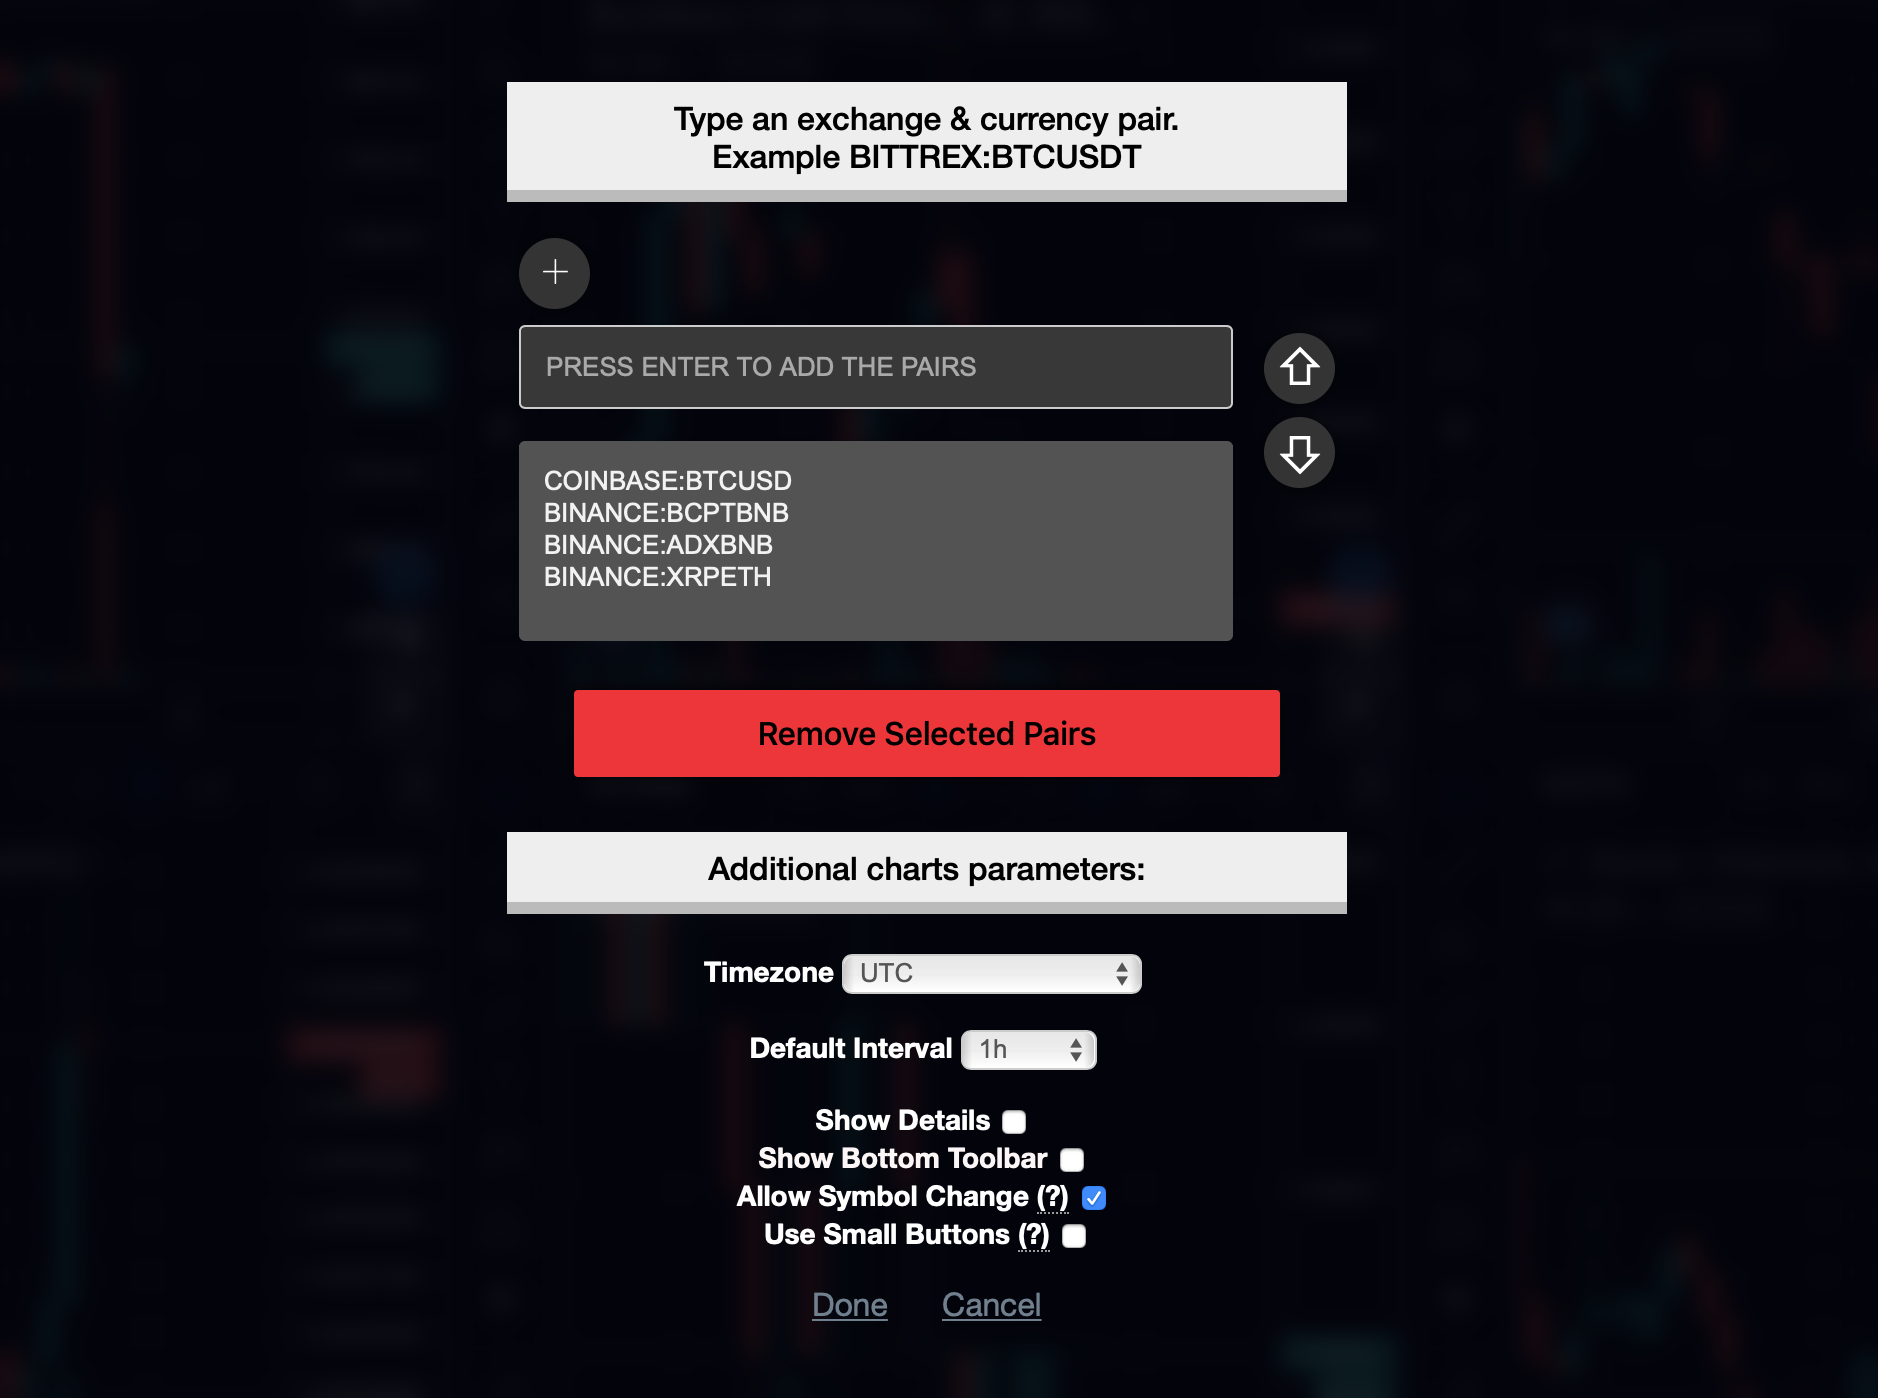 Type an exchange & currency pair.
Example BITTREX:BTCUSDT
PRESS ENTER TO ADD THE PAIRS
COINBASE:BTCUSD
BINANCE:BCPTBNB
BINANCE:ADXBNB
BINANCE:XRPETH
Remove Selected Pairs
Additional charts parameters:
Timezone UTC
Default Interval 1h
Show Details
Show Bottom Toolbar
Allow Symbol Change (?)
Use Small Buttons (?)
Done Cancel